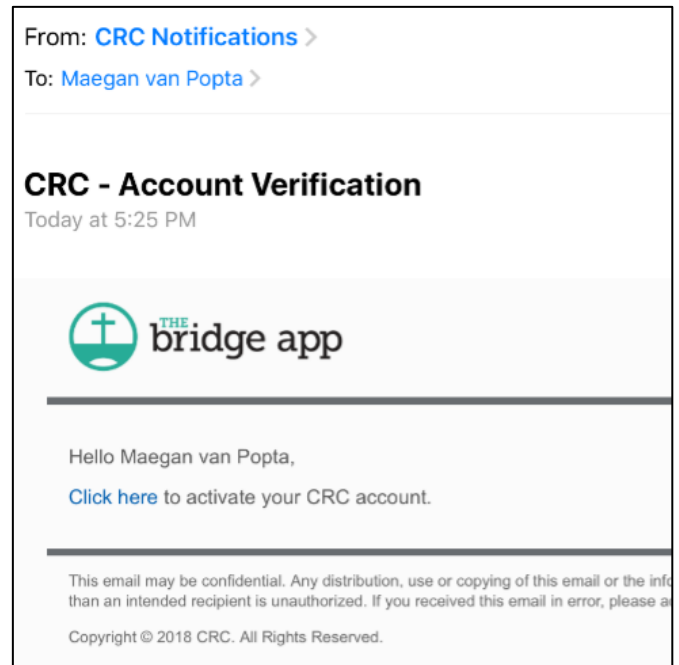 From: CRC Notifications >
To: Maegan van Popta >
CRC - Account Verification
Today at 5:25 PM
THE
bridge app
Hello Maegan van Popta,
Click here to activate your CRC account.
This email may be confidential. Any distribution, use or copying of this email or the
than an intended recipient is unauthorized. If you received this email in error, please
Copyright © 2018 CRC. All Rights Reserved.